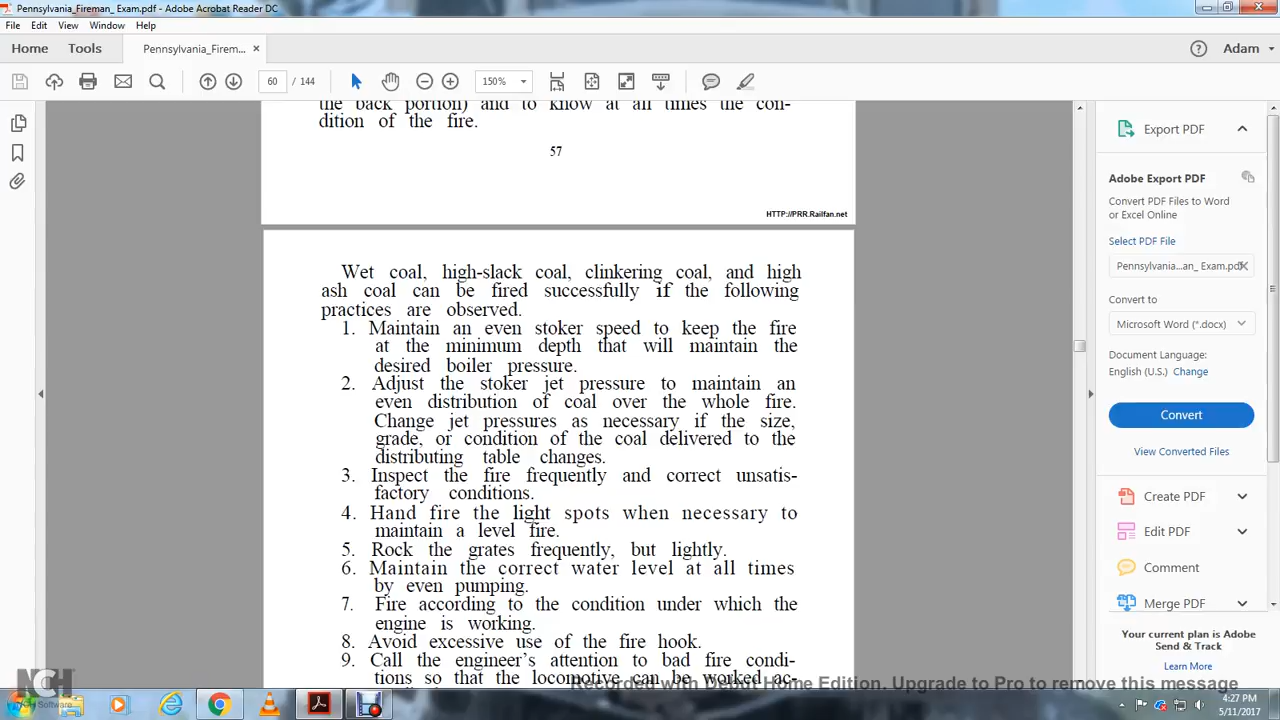 Pennsylvania_Fireman_ Exam.pdf - Adobe Acrobat Reader DC
File Edit View Window Help
Home Tools Pennsylvania_Firem... × Adam
60 / 144 150%
the back portion) and to know at all times the con-
dition of the fire.
57
HTTP://PRR.Railfan.net
Wet coal, high-slack coal, clinkering coal, and high
ash coal can be fired successfully if the following
practices are observed.
1. Maintain an even stoker speed to keep the fire
at the minimum depth that will maintain the
desired boiler pressure.
2. Adjust the stoker jet pressure to maintain an
even distribution of coal over the whole fire.
Change jet pressures as necessary if the size,
grade, or condition of the coal delivered to the
distributing table changes.
3. Inspect the fire frequently and correct unsatis-
factory conditions.
4. Hand fire the light spots when necessary to
maintain a level fire.
5. Rock the grates frequently, but lightly.
6. Maintain the correct water level at all times
by even pumping.
7. Fire according to the condition under which the
engine is working.
8. Avoid excessive use of the fire hook.
9. Call the engineer's attention to bad fire condi-
tions so that the locomotive can be worked ac-
Export PDF
Adobe Export PDF
Convert PDF Files to Word
or Excel Online
Select PDF File
Pennsylvania...an_ Exam.pdf
Convert to
Microsoft Word (*.docx)
Document Language:
English (U.S.) Change
Convert
View Converted Files
Create PDF
Edit PDF
Comment
Merge PDF
Your current plan is Adobe
Send & Track
Learn More
NCH Software
Recorded with Debut Home Edition. Upgrade to Pro to remove this message
4:27 PM
5/11/2017